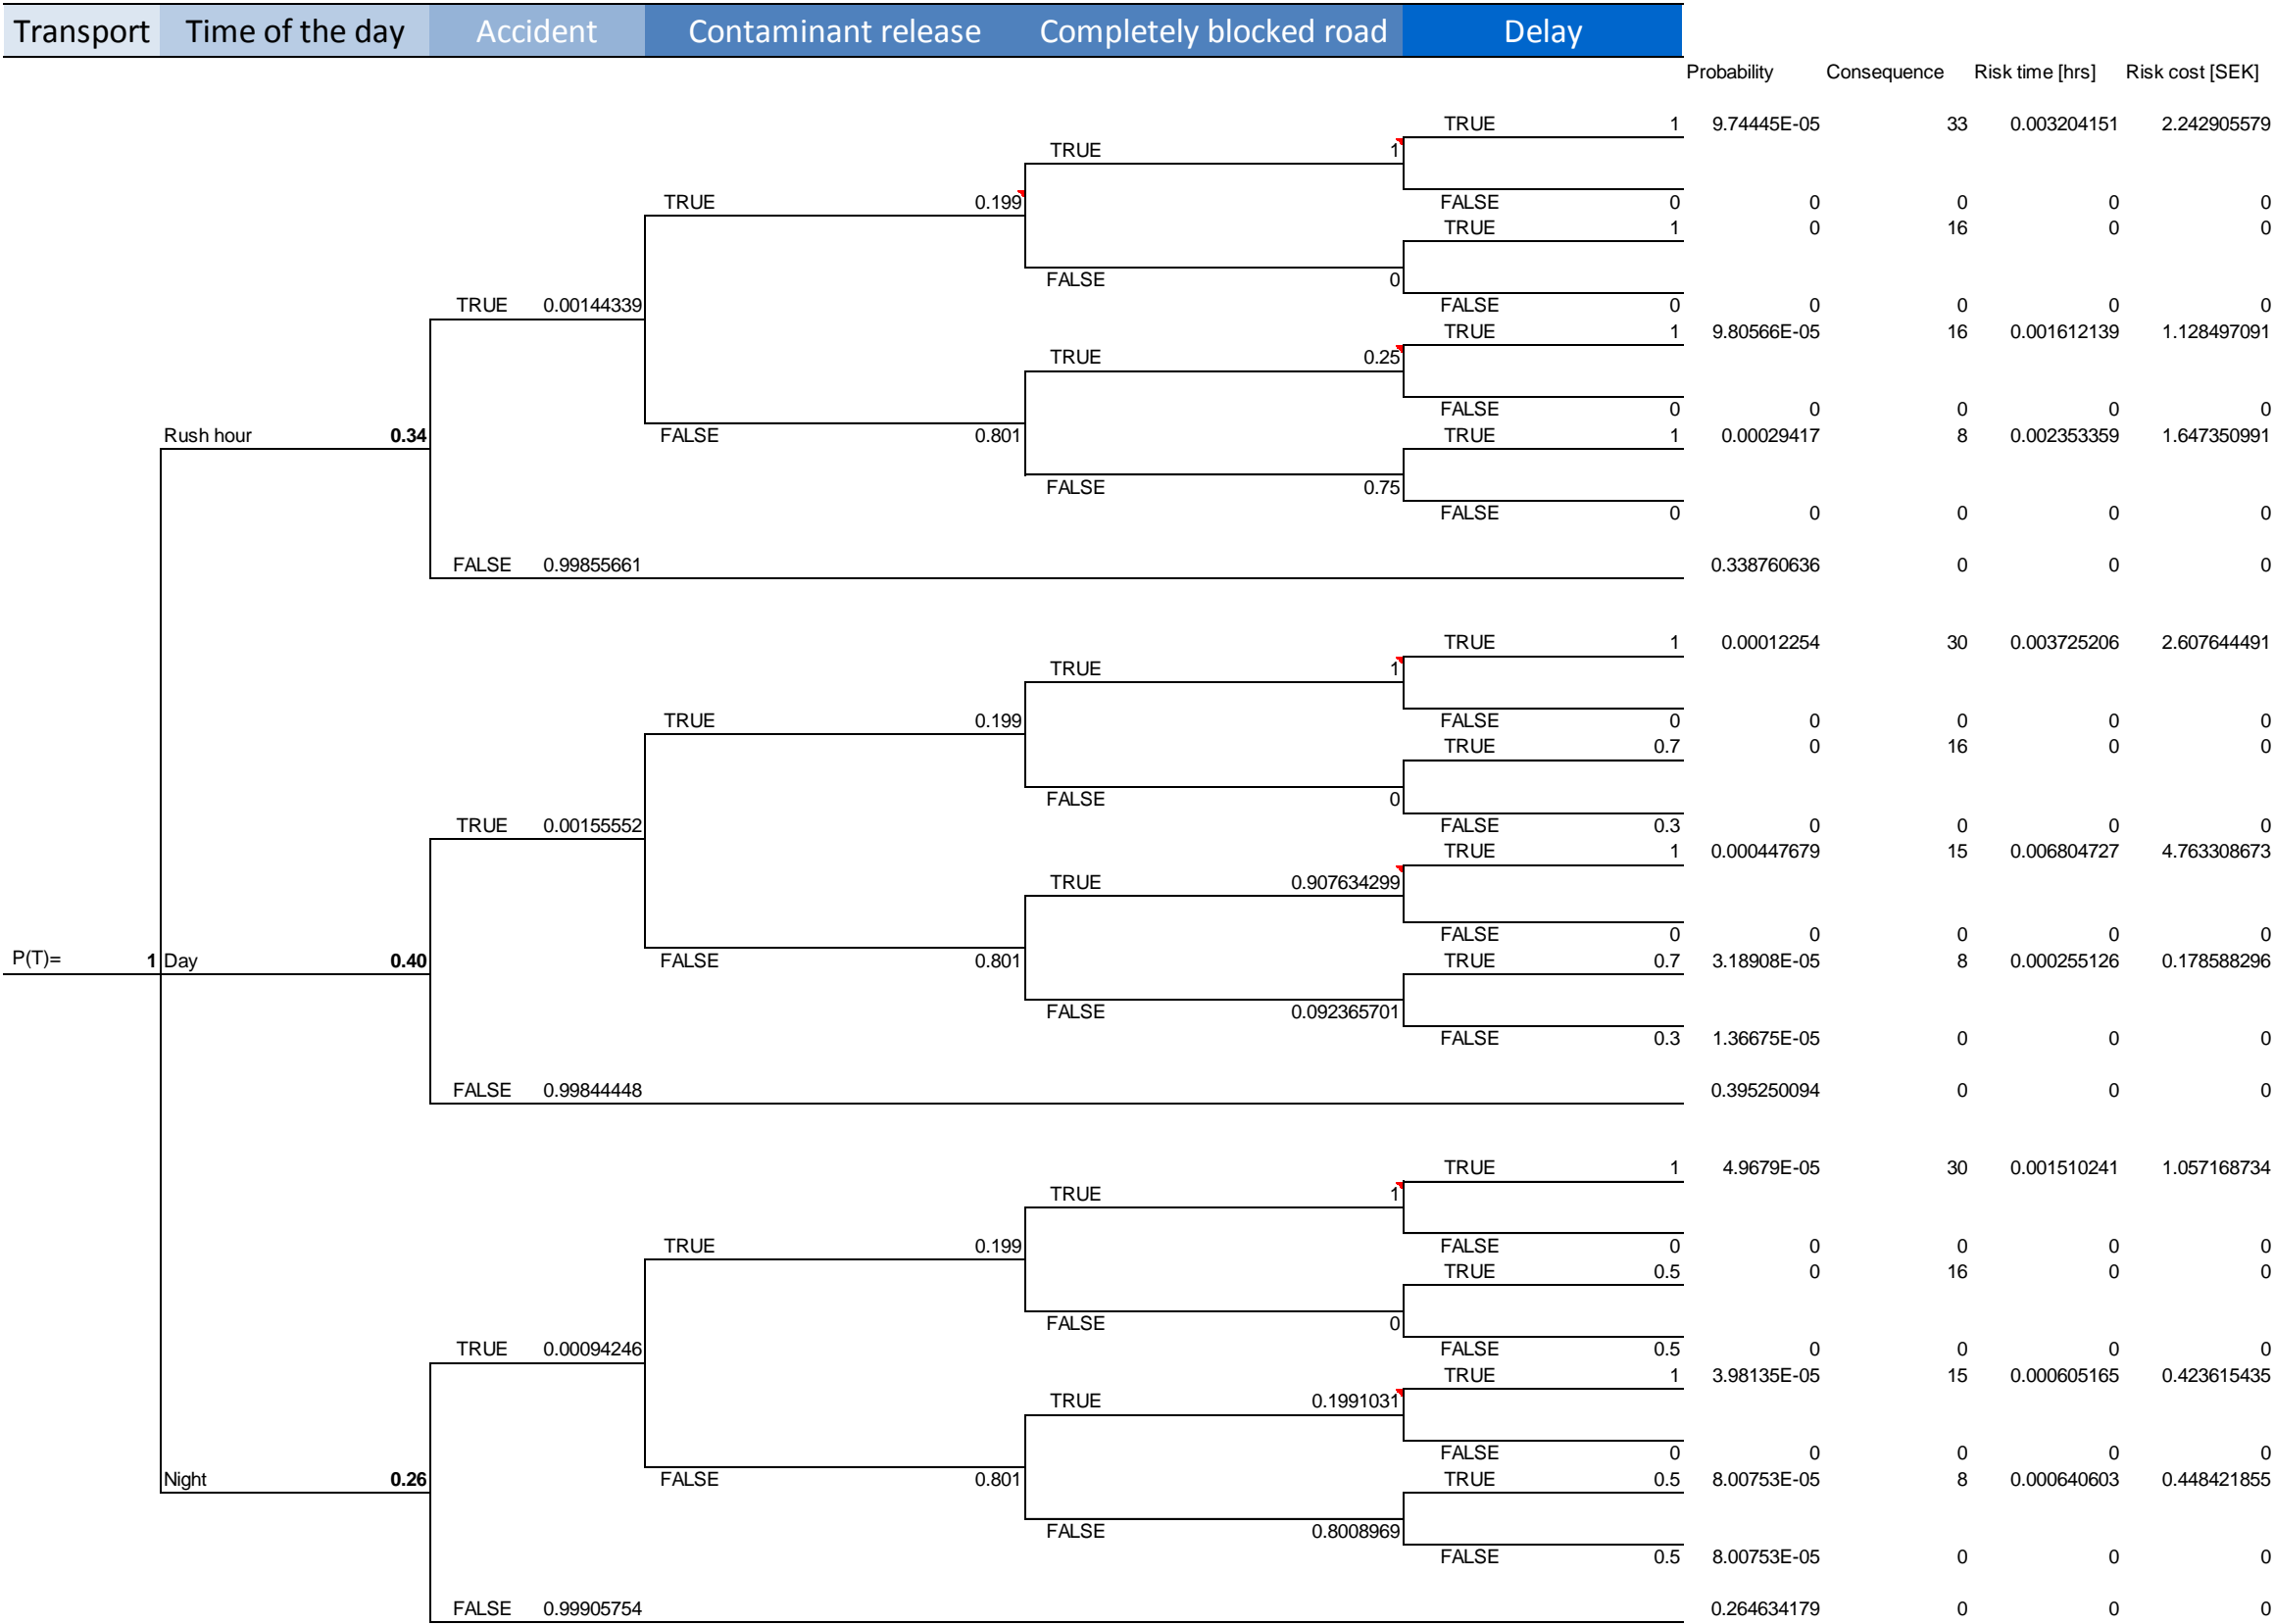 Transport Time of the day Accident Contaminant release Completely blocked road Delay
Probability Consequence Risk time [hrs] Risk cost [SEK]
TRUE 1 9.74445E-05 33 0.003204151 2.242905579
TRUE 1
TRUE 0.199 FALSE 0 0 0 0 0
TRUE 1 0 16 0 0
FALSE 0
TRUE 0.00144339 FALSE 0 0 0 0 0
TRUE 1 9.80566E-05 16 0.001612139 1.128497091
TRUE 0.25
FALSE 0 0 0 0 0
Rush hour 0.34 FALSE 0.801 TRUE 1 0.00029417 8 0.002353359 1.647350991
FALSE 0.75
FALSE 0 0 0 0 0
FALSE 0.99855661 0.338760636 0 0 0
TRUE 1 0.00012254 30 0.003725206 2.607644491
TRUE 1
TRUE 0.199 FALSE 0 0 0 0 0
TRUE 0.7 0 16 0 0
FALSE 0
TRUE 0.00155552 FALSE 0.3 0 0 0 0
TRUE 1 0.000447679 15 0.006804727 4.763308673
TRUE 0.907634299
FALSE 0 0 0 0 0
P(T)= 1 Day 0.40 FALSE 0.801 TRUE 0.7 3.18908E-05 8 0.000255126 0.178588296
FALSE 0.092365701
FALSE 0.3 1.36675E-05 0 0 0
FALSE 0.99844448 0.395250094 0 0 0
TRUE 1 4.9679E-05 30 0.001510241 1.057168734
TRUE 1
TRUE 0.199 FALSE 0 0 0 0 0
TRUE 0.5 0 16 0 0
FALSE 0
TRUE 0.00094246 FALSE 0.5 0 0 0 0
TRUE 1 3.98135E-05 15 0.000605165 0.423615435
TRUE 0.1991031
FALSE 0 0 0 0 0
Night 0.26 FALSE 0.801 TRUE 0.5 8.00753E-05 8 0.000640603 0.448421855
FALSE 0.8008969
FALSE 0.5 8.00753E-05 0 0 0
FALSE 0.99905754 0.264634179 0 0 0